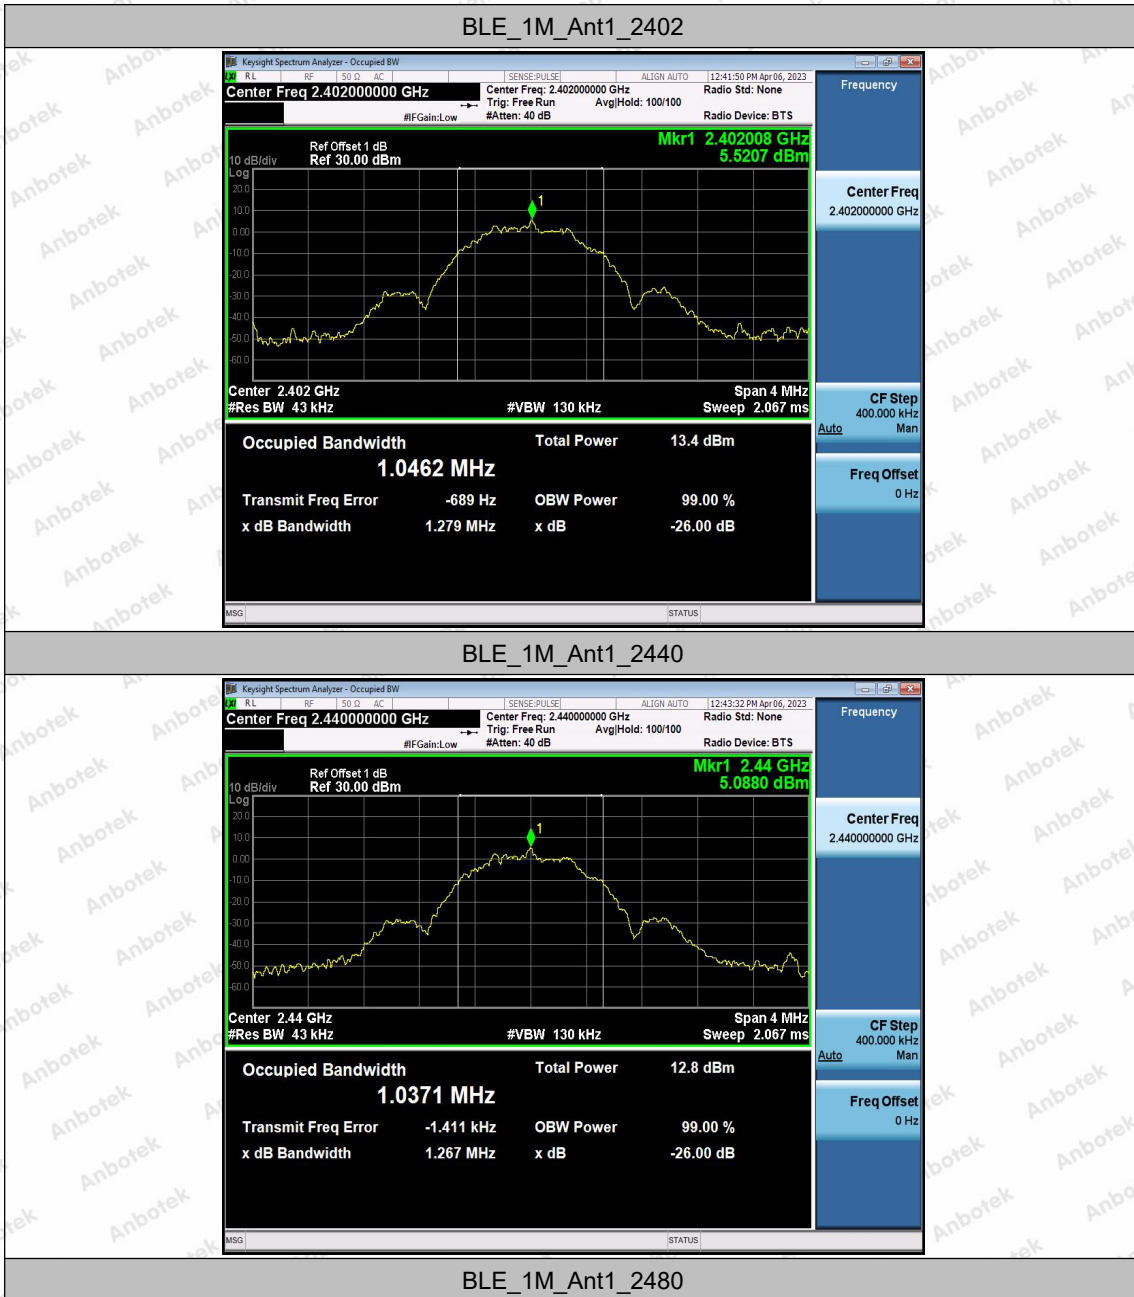 BLE_1M_Ant1_2402
Keysight Spectrum Analyzer - Occupied BW
LXI RL RF 50 Ω AC SENSE:PULSE ALIGN AUTO 12:41:50 PM Apr 06, 2023
Center Freq 2.402000000 GHz
Center Freq: 2.402000000 GHz
Radio Std: None
Trig: Free Run Avg|Hold: 100/100
#IFGain:Low #Atten: 40 dB Radio Device: BTS
Frequency
Mkr1 2.402008 GHz
5.5207 dBm
Ref Offset 1 dB
10 dB/div Ref 30.00 dBm
Log
20.0
10.0
0.00
-10.0
-20.0
-30.0
-40.0
-50.0
-60.0
1
Center Freq
2.402000000 GHz
Center 2.402 GHz Span 4 MHz
#Res BW 43 kHz #VBW 130 kHz Sweep 2.067 ms
CF Step
400.000 kHz
Auto Man
Occupied Bandwidth Total Power 13.4 dBm
1.0462 MHz
Transmit Freq Error -689 Hz OBW Power 99.00 %
x dB Bandwidth 1.279 MHz x dB -26.00 dB
Freq Offset
0 Hz
MSG STATUS
BLE_1M_Ant1_2440
Keysight Spectrum Analyzer - Occupied BW
LXI RL RF 50 Ω AC SENSE:PULSE ALIGN AUTO 12:43:32 PM Apr 06, 2023
Center Freq 2.440000000 GHz
Center Freq: 2.440000000 GHz
Radio Std: None
Trig: Free Run Avg|Hold: 100/100
#IFGain:Low #Atten: 40 dB Radio Device: BTS
Frequency
Mkr1 2.44 GHz
5.0880 dBm
Ref Offset 1 dB
10 dB/div Ref 30.00 dBm
Log
20.0
10.0
0.00
-10.0
-20.0
-30.0
-40.0
-50.0
-60.0
1
Center Freq
2.440000000 GHz
Center 2.44 GHz Span 4 MHz
#Res BW 43 kHz #VBW 130 kHz Sweep 2.067 ms
CF Step
400.000 kHz
Auto Man
Occupied Bandwidth Total Power 12.8 dBm
1.0371 MHz
Transmit Freq Error -1.411 kHz OBW Power 99.00 %
x dB Bandwidth 1.267 MHz x dB -26.00 dB
Freq Offset
0 Hz
MSG STATUS
BLE_1M_Ant1_2480